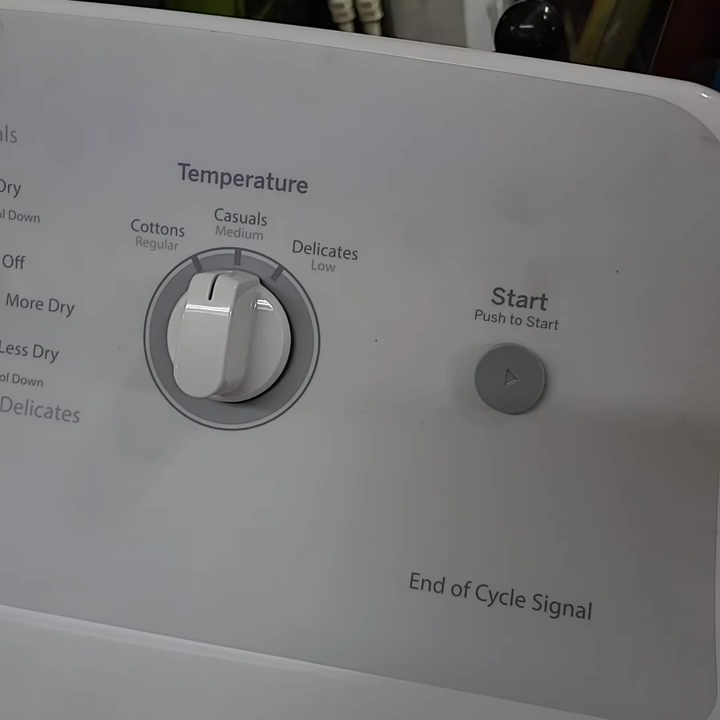 Dry
Off
More Dry
Less Dry
Delicates
Temperature
Cottons
Regular
Casuals
Medium
Delicates
Low
Start
Push to Start
End of Cycle Signal